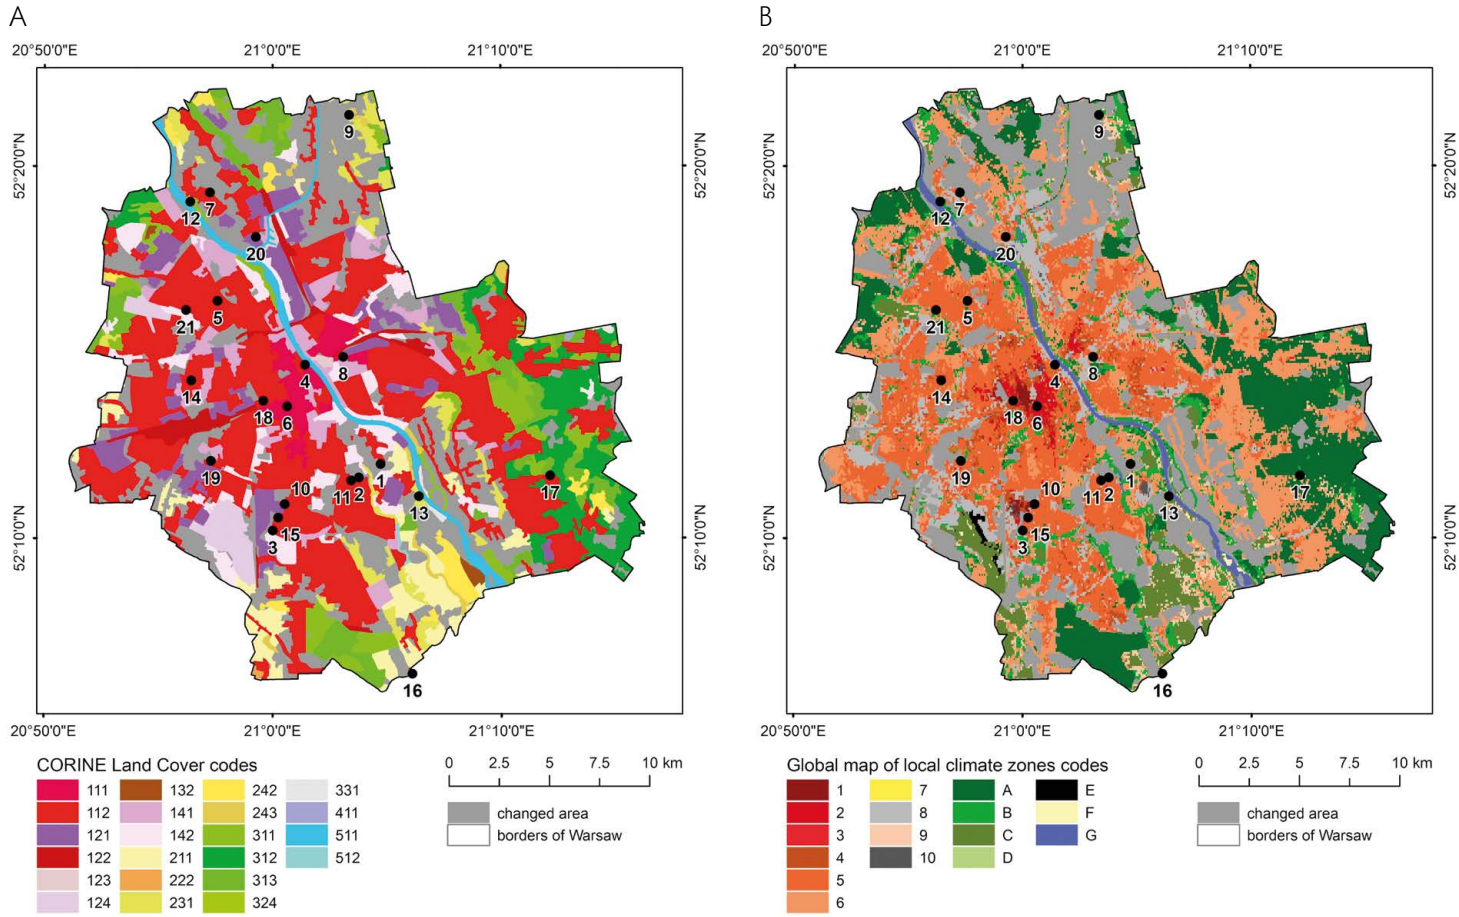 A
B
20°50'0"E
21°0'0"E
21°10'0"E
20°50'0"E
21°0'0"E
21°10'0"E
52°20'0"N
52°20'0"N
52°20'0"N
52°20'0"N
52°10'0"N
52°10'0"N
52°10'0"N
52°10'0"N
9
7
12
20
5
21
4
8
14
18
6
19
10
11
2
1
13
17
15
3
16
9
7
12
20
5
21
4
8
14
18
6
19
10
11
2
1
13
17
15
3
16
20°50'0"E
21°0'0"E
21°10'0"E
20°50'0"E
21°0'0"E
21°10'0"E
CORINE Land Cover codes
111 132 242 331
112 141 243 411
121 142 311 511
122 211 312 512
123 222 313
124 231 324
0 2.5 5 7.5 10 km
changed area
borders of Warsaw
Global map of local climate zones codes
1 7 A E
2 8 B F
3 9 C G
4 10 D
5
6
0 2.5 5 7.5 10 km
changed area
borders of Warsaw